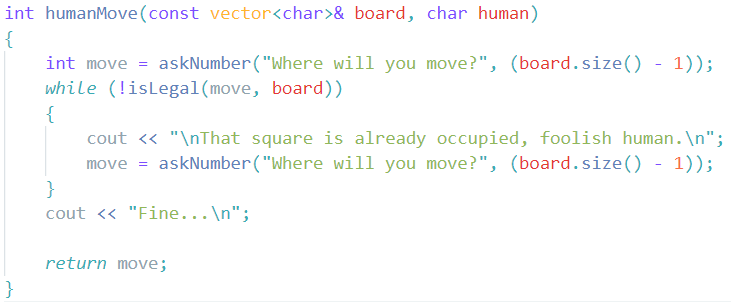 int humanMove(const vector<char>& board, char human)
{
    int move = askNumber("Where will you move?", (board.size() - 1));
    while (!isLegal(move, board))
    {
        cout << "\nThat square is already occupied, foolish human.\n";
        move = askNumber("Where will you move?", (board.size() - 1));
    }
    cout << "Fine...\n";

    return move;
}